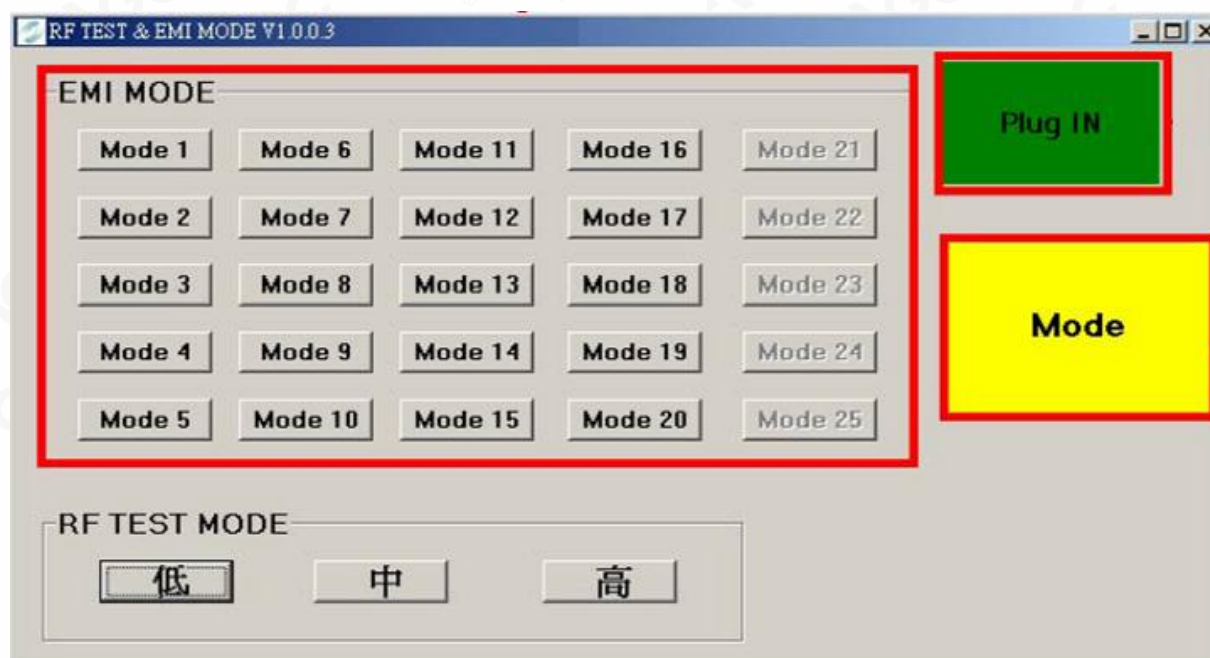 RF TEST & EMI MODE V1.0.0.3
EMI MODE
Mode 1 Mode 6 Mode 11 Mode 16 Mode 21
Mode 2 Mode 7 Mode 12 Mode 17 Mode 22
Mode 3 Mode 8 Mode 13 Mode 18 Mode 23
Mode 4 Mode 9 Mode 14 Mode 19 Mode 24
Mode 5 Mode 10 Mode 15 Mode 20 Mode 25
Plug IN
Mode
RF TEST MODE
低 中 高